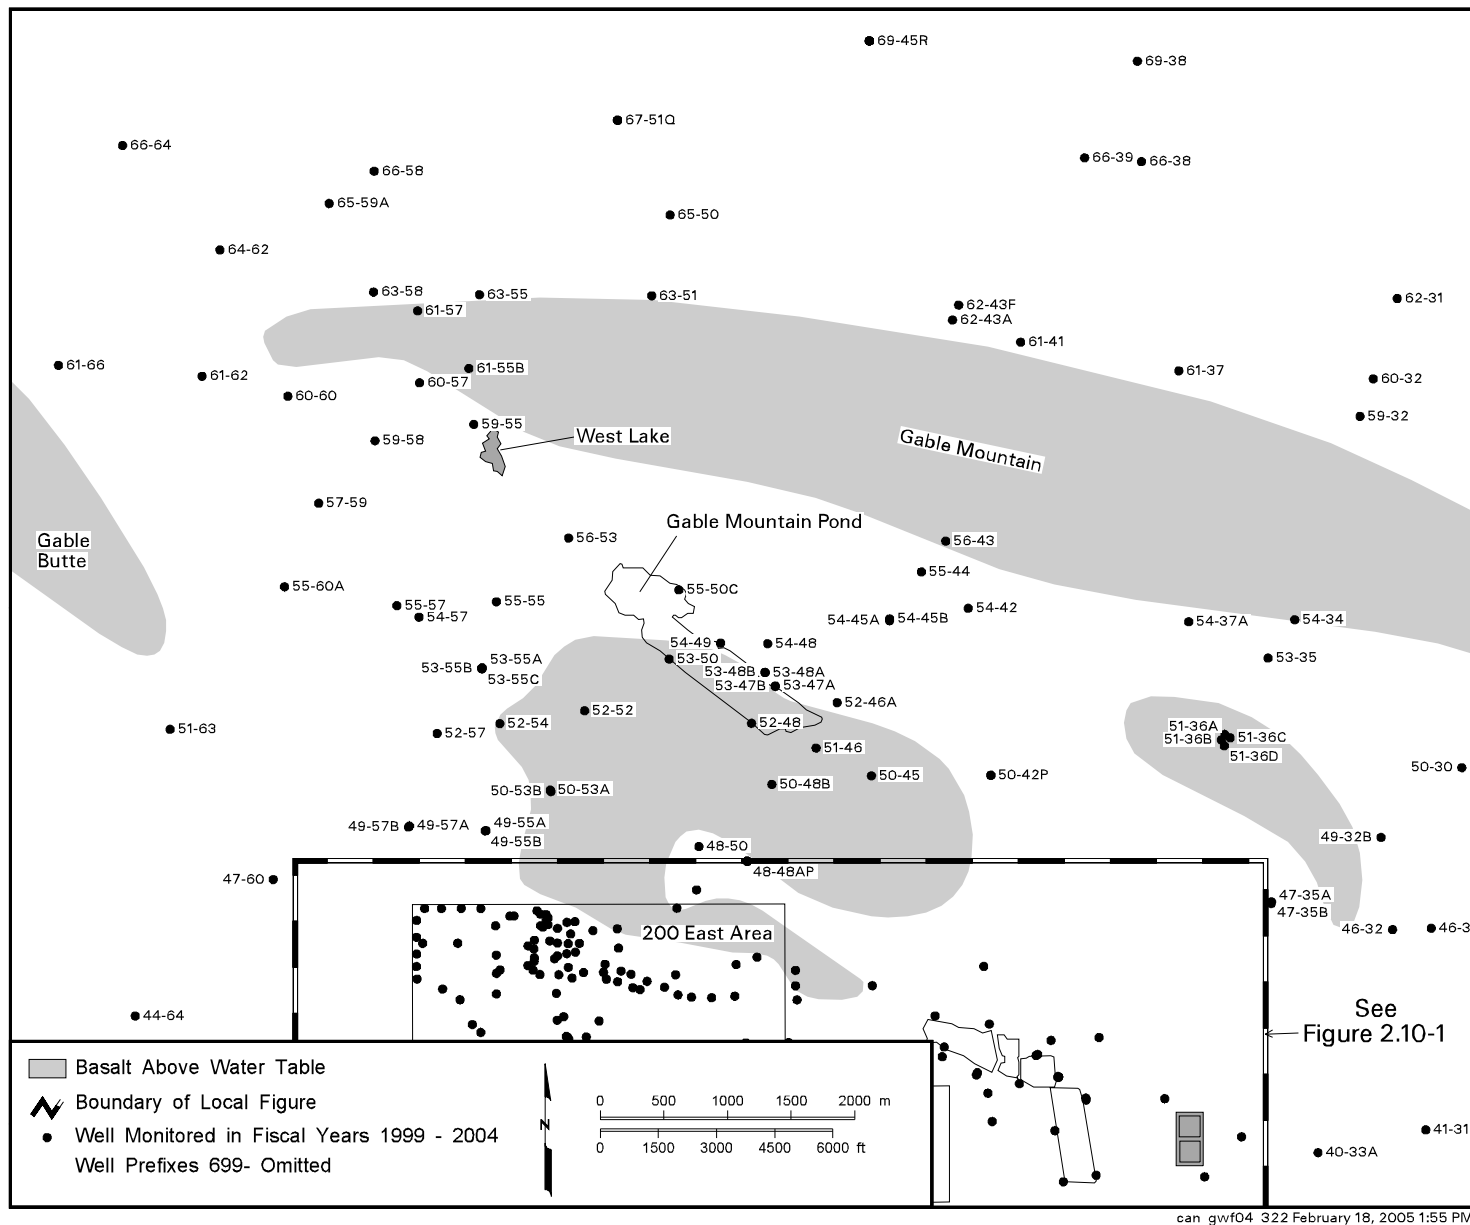 69-45R
69-38
67-51Q
66-64
66-39
66-38
66-58
65-59A
65-50
64-62
63-58
63-55
63-51
62-31
62-43F
61-57
62-43A
61-41
61-66
61-55B
61-37
61-62
60-57
60-32
60-60
59-32
59-55
West Lake
59-58
Gable Mountain
57-59
Gable Mountain Pond
56-53
Gable
Butte
56-43
55-44
55-60A
55-50C
55-55
55-57
54-57
54-42
54-45A
54-45B
54-37A
54-34
54-49
54-48
53-55A
53-50
53-35
53-55B
53-48B
53-48A
53-55C
53-47B
53-47A
52-46A
52-52
52-54
52-48
51-63
52-57
51-36A
51-36B
51-36C
51-46
51-36D
50-30
50-45
50-42P
50-48B
50-53B
50-53A
49-57B
49-57A
49-55A
49-55B
49-32B
48-50
48-48AP
47-60
47-35A
47-35B
46-32
46-3
200 East Area
44-64
See
Figure 2.10-1
Basalt Above Water Table
Boundary of Local Figure
Well Monitored in Fiscal Years 1999 - 2004
Well Prefixes 699- Omitted
N
0 500 1000 1500 2000 m
0 1500 3000 4500 6000 ft
41-31
40-33A
can_gwf04_322 February 18, 2005 1:55 PM